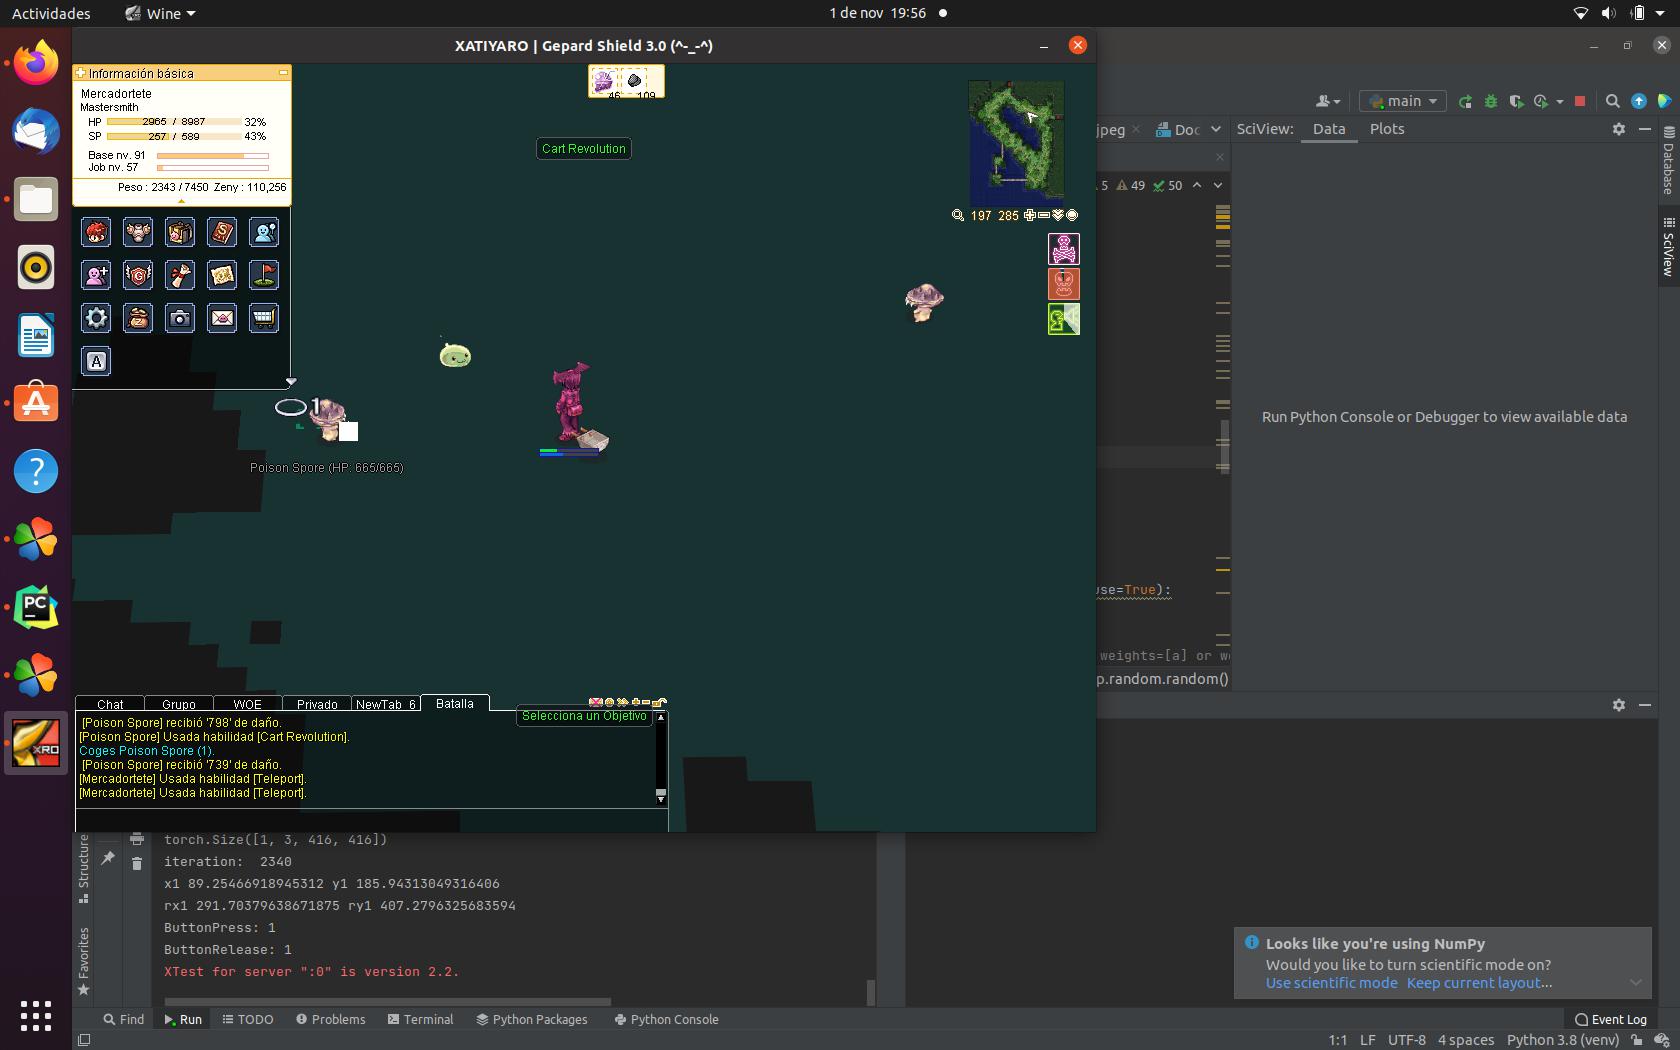 Actividades
Wine
1 de nov 19:56
XATIYARO | Gepard Shield 3.0 (^-_-^)
Información básica
Mercadortete
Mastersmith
HP 2965 / 8987 32%
SP 257 / 589 43%
Base nv. 91
Job nv. 57
Peso : 2343 / 7450 Zeny : 110,256
46 109
Cart Revolution
197 285
A
1
Poison Spore (HP: 665/665)
Chat Grupo WOE Privado NewTab 6 Batalla
Selecciona un Objetivo
[Poison Spore] recibió '798' de daño.
[Poison Spore] Usada habilidad [Cart Revolution].
Coges Poison Spore (1).
[Poison Spore] recibió '739' de daño.
[Mercadortete] Usada habilidad [Teleport].
[Mercadortete] Usada habilidad [Teleport].
main
jpeg
Doc
SciView: Data Plots
5 49 50
Database
SciView
Run Python Console or Debugger to view available data
use=True):
weights=[a] or we
p.random.random()
PC
XRO
torch.Size([1, 3, 416, 416])
iteration: 2340
x1 89.25466918945312 y1 185.94313049316406
rx1 291.70379638671875 ry1 407.2796325683594
ButtonPress: 1
ButtonRelease: 1
XTest for server ":0" is version 2.2.
Structure
Favorites
Looks like you're using NumPy
Would you like to turn scientific mode on?
Use scientific mode Keep current layout...
Find Run TODO Problems Terminal Python Packages Python Console
Event Log
1:1 LF UTF-8 4 spaces Python 3.8 (venv)